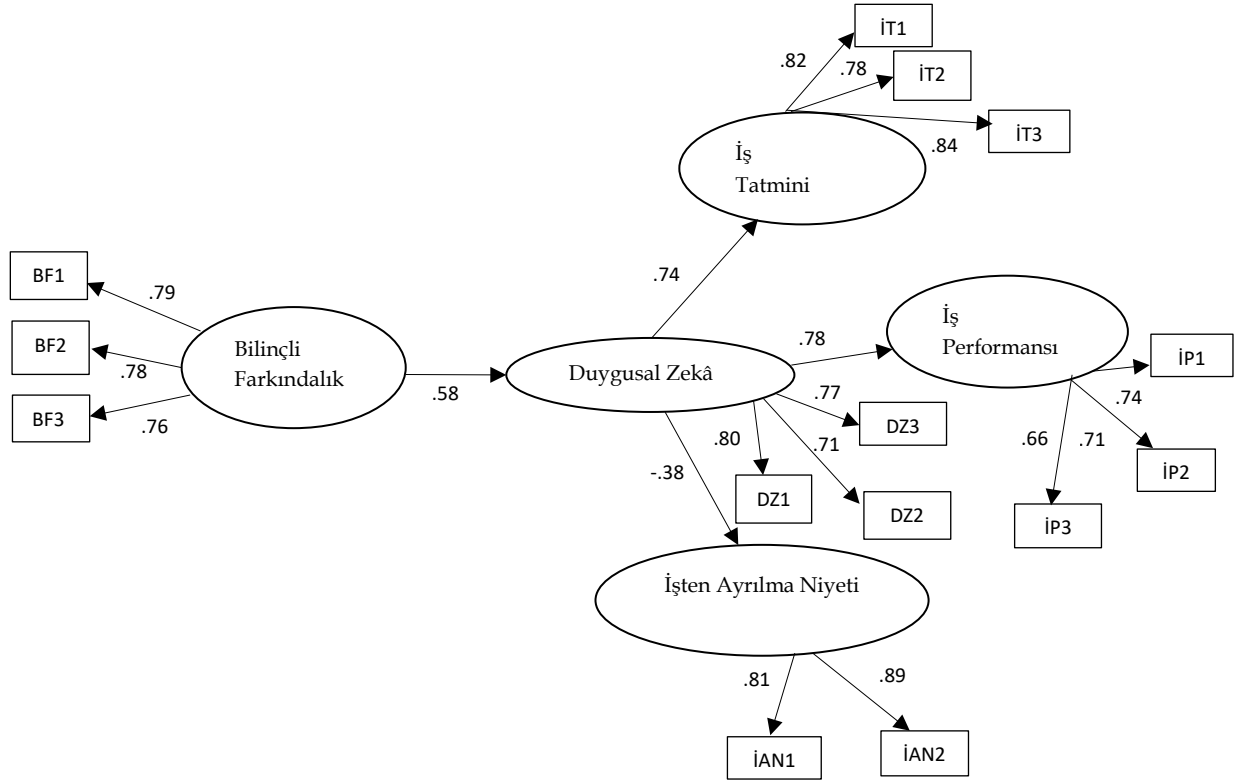 İT1
.82
.78
İT2
İT3
.84
İş
Tatmini
BF1
.79
BF2
.78
BF3
.76
Bilinçli
Farkındalık
.58
.74
Duygusal Zekâ
.78
İş
Performansı
İP1
.74
.66
.71
İP2
İP3
.77
DZ3
.80
.71
DZ1
DZ2
-.38
İşten Ayrılma Niyeti
.81
.89
İAN1
İAN2